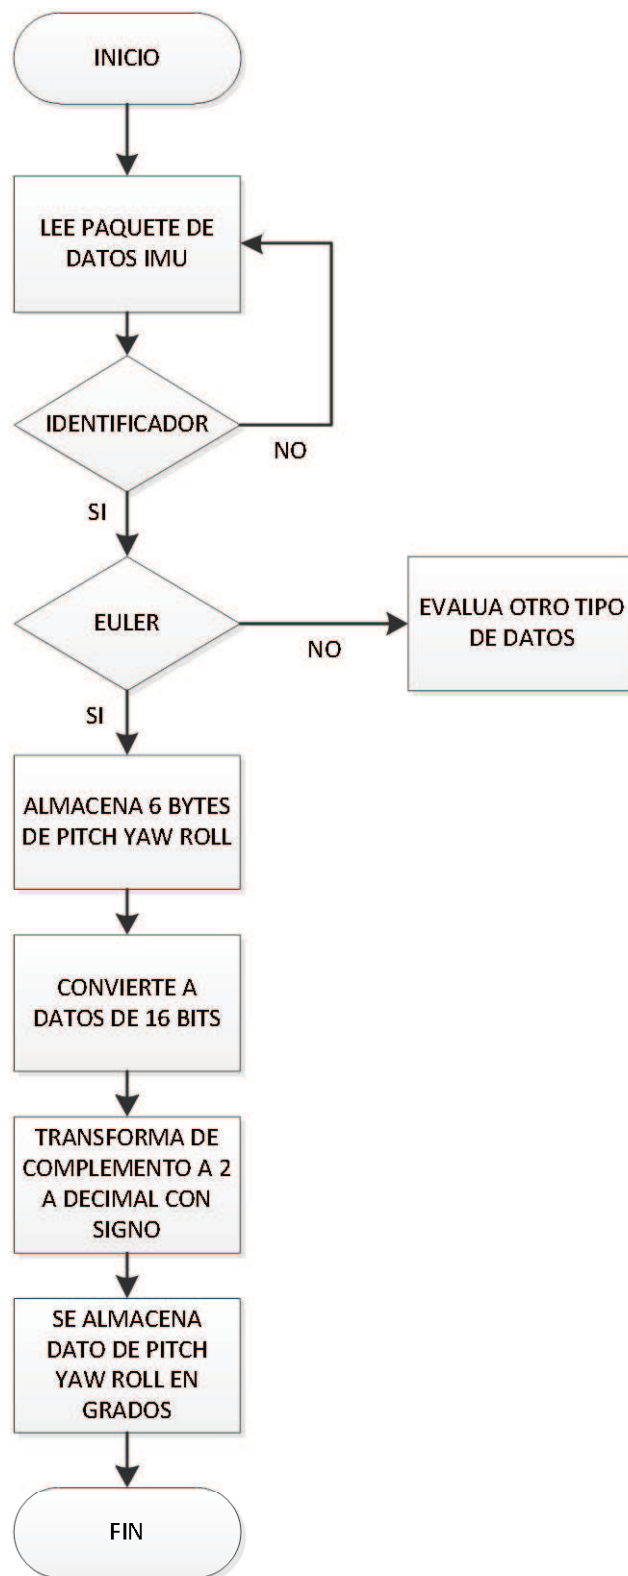 INICIO
LEE PAQUETE DE
DATOS IMU
IDENTIFICADOR
NO
SI
EULER
NO
EVALUA OTRO TIPO
DE DATOS
SI
ALMACENA 6 BYTES
DE PITCH YAW ROLL
CONVIERTE A
DATOS DE 16 BITS
TRANSFORMA DE
COMPLEMENTO A 2
A DECIMAL CON
SIGNO
SE ALMACENA
DATO DE PITCH
YAW ROLL EN
GRADOS
FIN